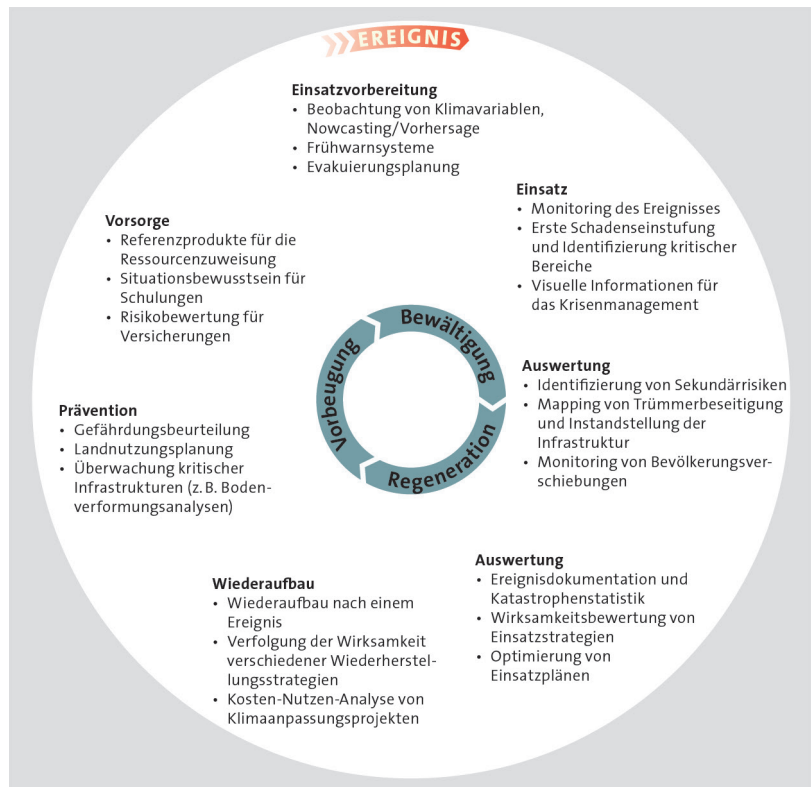 EREIGNIS
Einsatzvorbereitung
• Beobachtung von Klimavariablen,
Nowcasting/Vorhersage
• Frühwarnsysteme
• Evakuierungsplanung
Einsatz
• Monitoring des Ereignisses
• Erste Schadenseinstufung
und Identifizierung kritischer
Bereiche
• Visuelle Informationen für
das Krisenmanagement
Auswertung
• Identifizierung von Sekundärrisiken
• Mapping von Trümmerbeseitigung
und Instandstellung der
Infrastruktur
• Monitoring von Bevölkerungsver-
schiebungen
Auswertung
• Ereignisdokumentation und
Katastrophenstatistik
• Wirksamkeitsbewertung von
Einsatzstrategien
• Optimierung von
Einsatzplänen
Wiederaufbau
• Wiederaufbau nach einem
Ereignis
• Verfolgung der Wirksamkeit
verschiedener Wiederherstel-
lungsstrategien
• Kosten-Nutzen-Analyse von
Klimaanpassungsprojekten
Prävention
• Gefährdungsbeurteilung
• Landnutzungsplanung
• Überwachung kritischer
Infrastrukturen (z. B. Boden-
verformungsanalysen)
Vorsorge
• Referenzprodukte für die
Ressourcenzuweisung
• Situationsbewusstsein für
Schulungen
• Risikobewertung für
Versicherungen
Bewältigung
Regeneration
Vorbeugung